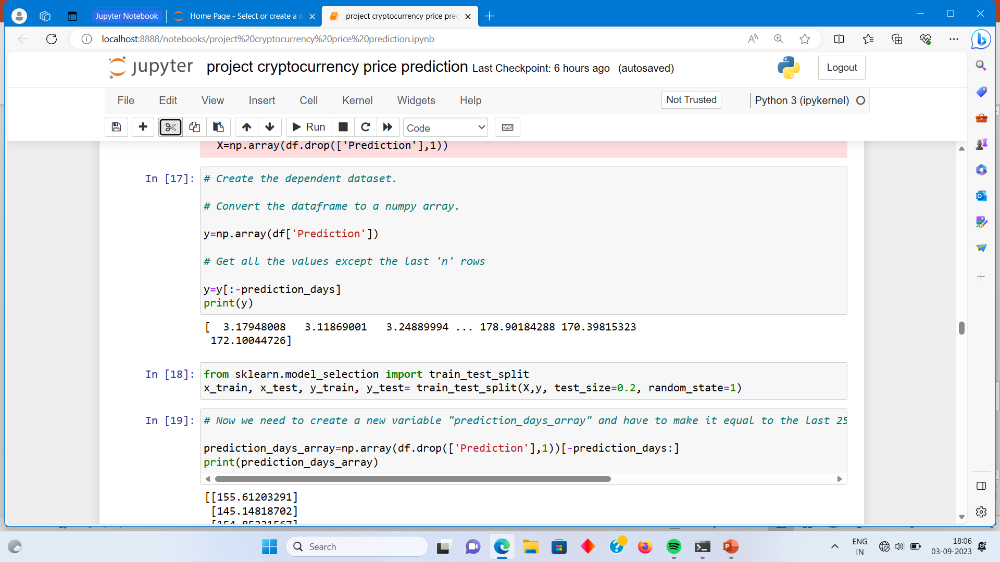 Jupyter Notebook
Home Page - Select or create a n
project cryptocurrency price pred
localhost:8888/notebooks/project%20cryptocurrency%20price%20prediction.ipynb
jupyter project cryptocurrency price prediction Last Checkpoint: 6 hours ago (autosaved)
Logout
File Edit View Insert Cell Kernel Widgets Help
Not Trusted
Python 3 (ipykernel)
Run
Code
X=np.array(df.drop(['Prediction'],1))
In [17]: # Create the dependent dataset.
# Convert the dataframe to a numpy array.
y=np.array(df['Prediction'])
# Get all the values except the last 'n' rows
y=y[:-prediction_days]
print(y)
[ 3.17948008 3.11869001 3.24889994 ... 178.90184288 170.39815323
172.10044726]
In [18]: from sklearn.model_selection import train_test_split
x_train, x_test, y_train, y_test= train_test_split(X,y, test_size=0.2, random_state=1)
In [19]: # Now we need to create a new variable "prediction_days_array" and have to make it equal to the last 25
prediction_days_array=np.array(df.drop(['Prediction'],1))[-prediction_days:]
print(prediction_days_array)
[[155.61203291]
[145.14818702]
Search
ENG
IN
18:06
03-09-2023